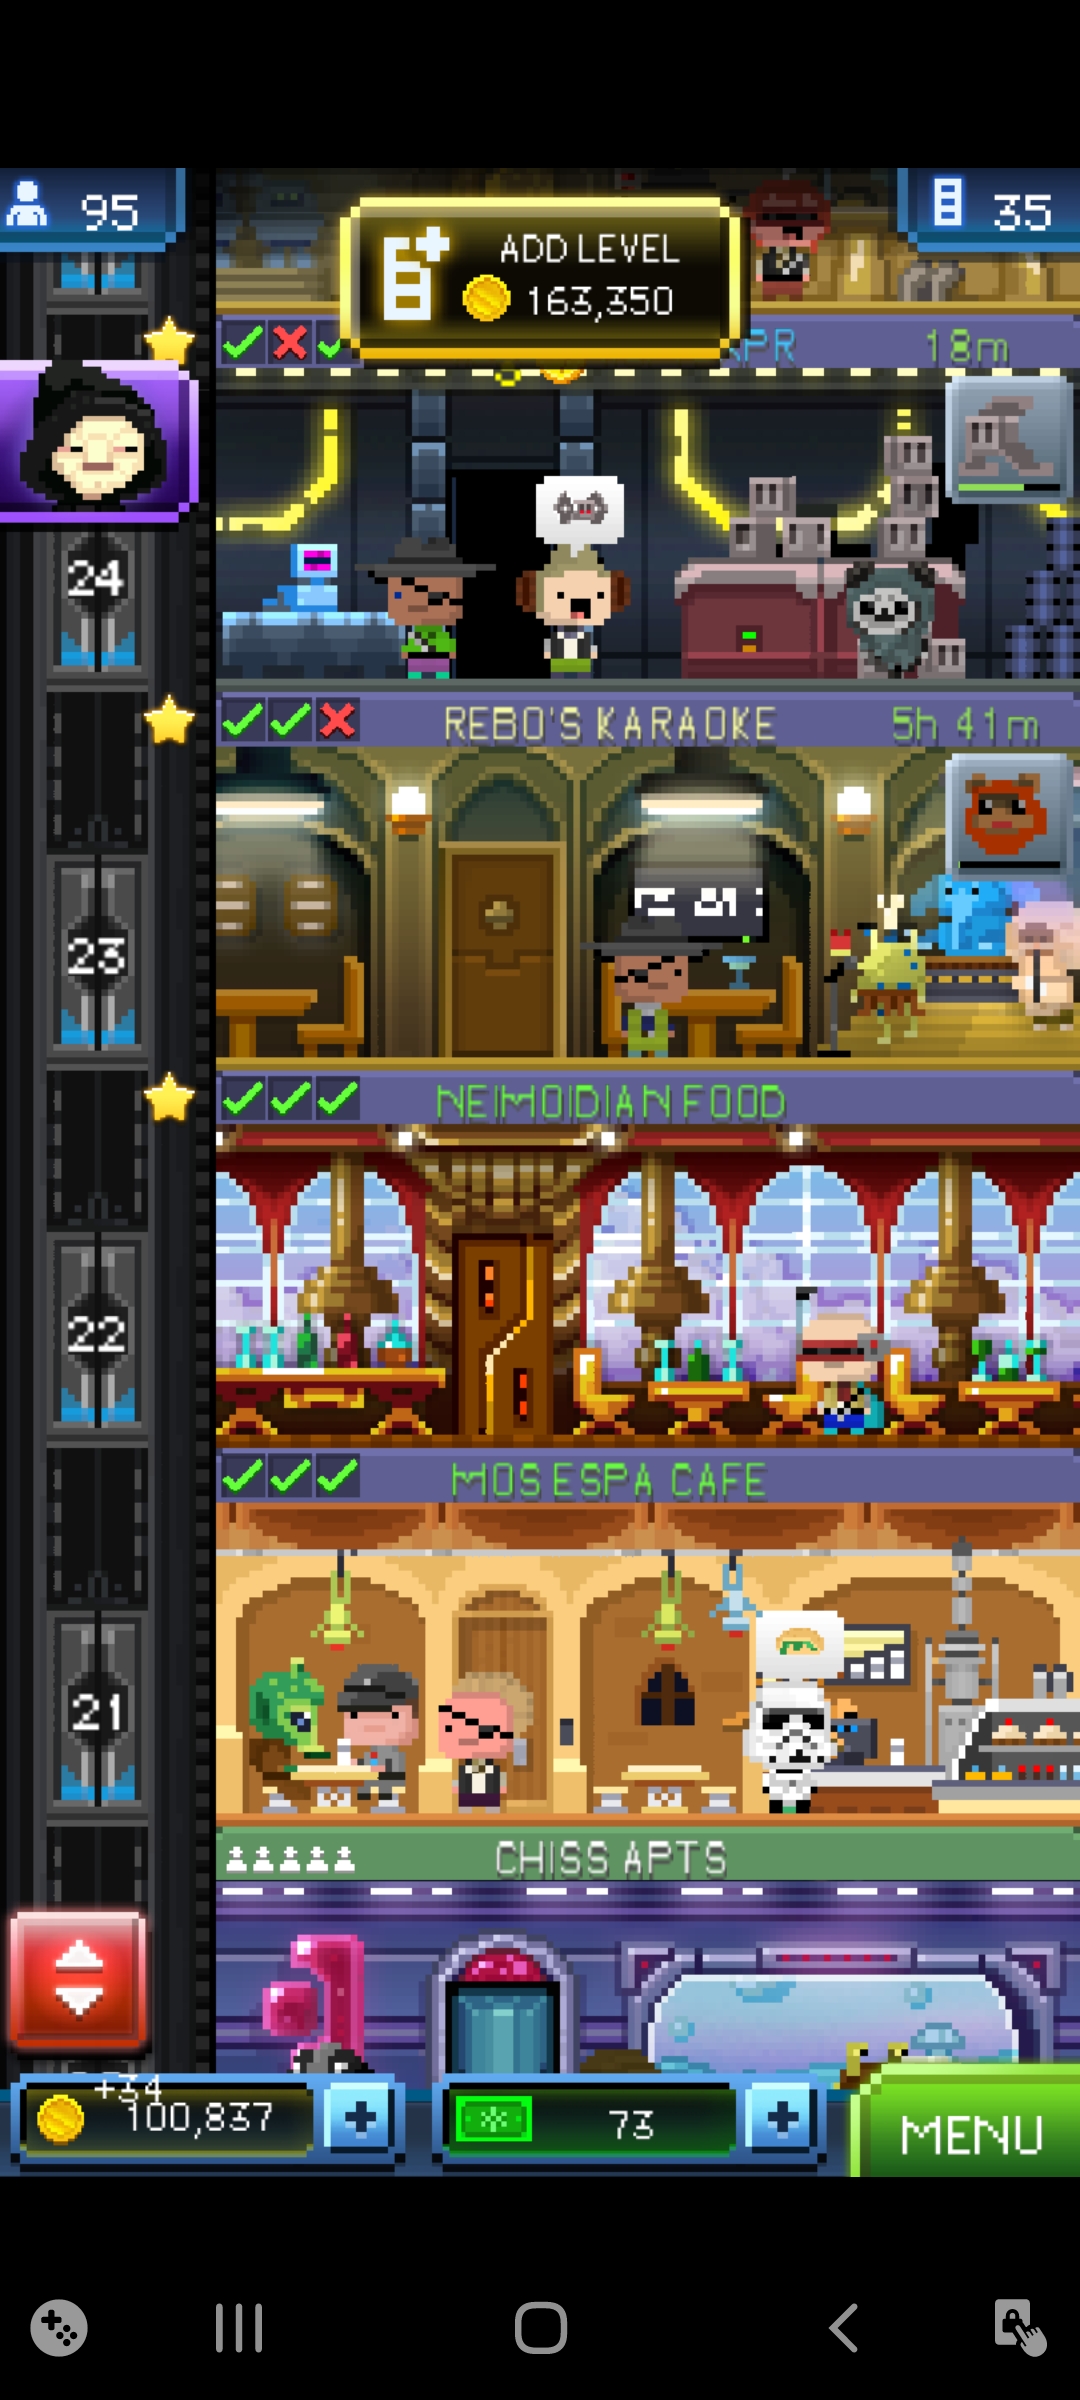 95
35
ADD LEVEL
163,350
18m
24
REBO'S KARAOKE
5h 41m
23
NEIMOIDIAN FOOD
22
MOS ESPA CAFE
21
CHISS APTS
+34
100,837
73
MENU